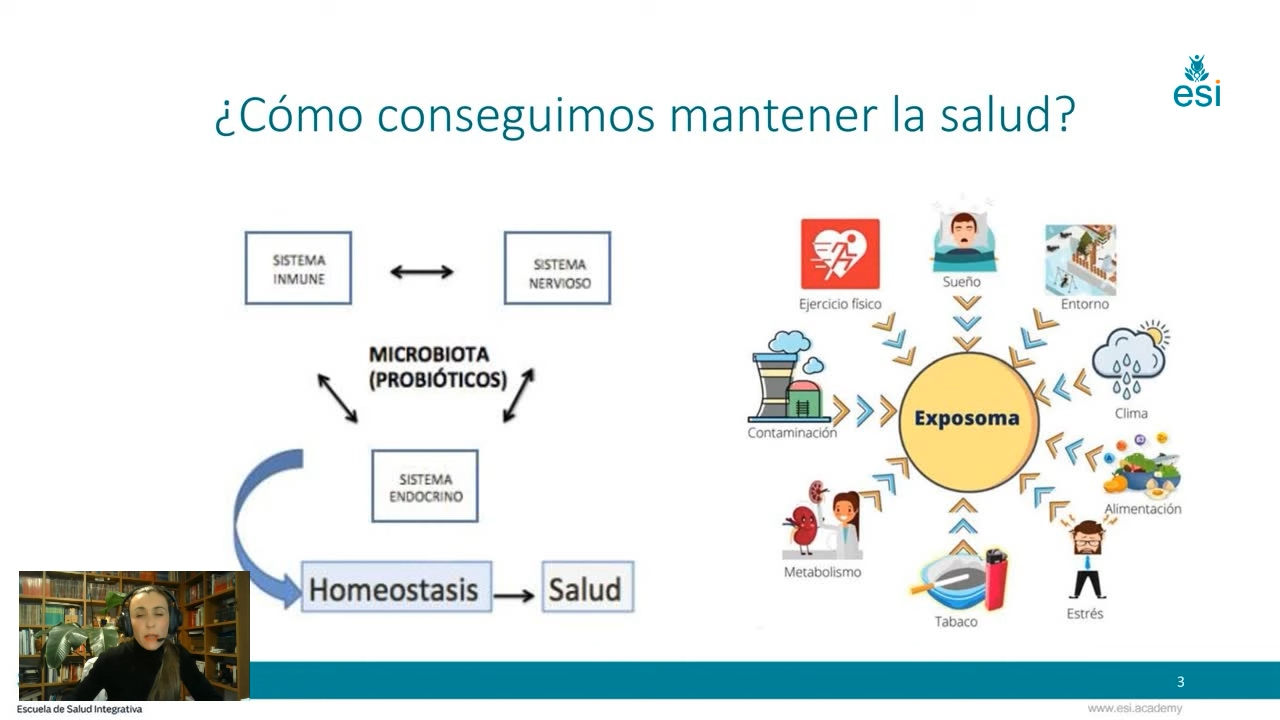 esi
¿Cómo conseguimos mantener la salud?
SISTEMA
INMUNE
SISTEMA
NERVIOSO
MICROBIOTA
(PROBIÓTICOS)
SISTEMA
ENDOCRINO
Homeostasis
Salud
Ejercicio físico
Sueño
Entorno
Contaminación
Exposoma
Clima
Alimentación
Metabolismo
Tabaco
Estrés
3
Escuela de Salud Integrativa
www.esi.academy